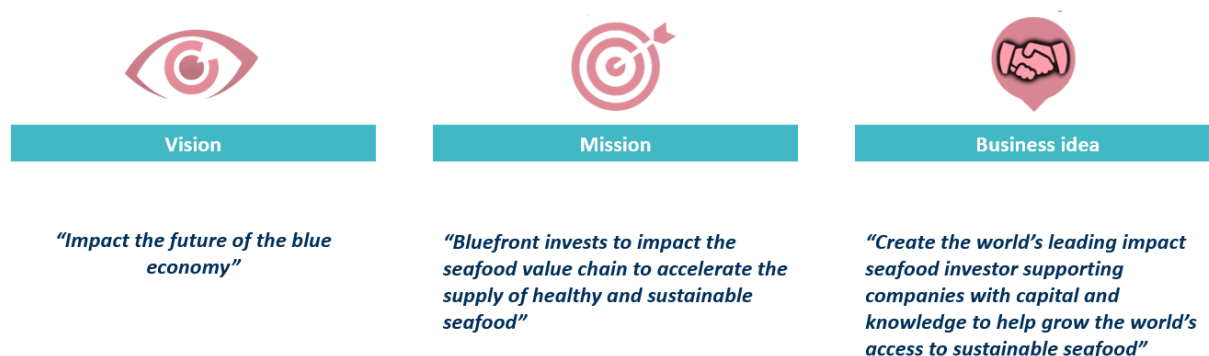 Vision
“Impact the future of the blue
economy”
Mission
“Bluefront invests to impact the
seafood value chain to accelerate the
supply of healthy and sustainable
seafood”
Business idea
“Create the world’s leading impact
seafood investor supporting
companies with capital and
knowledge to help grow the world’s
access to sustainable seafood”